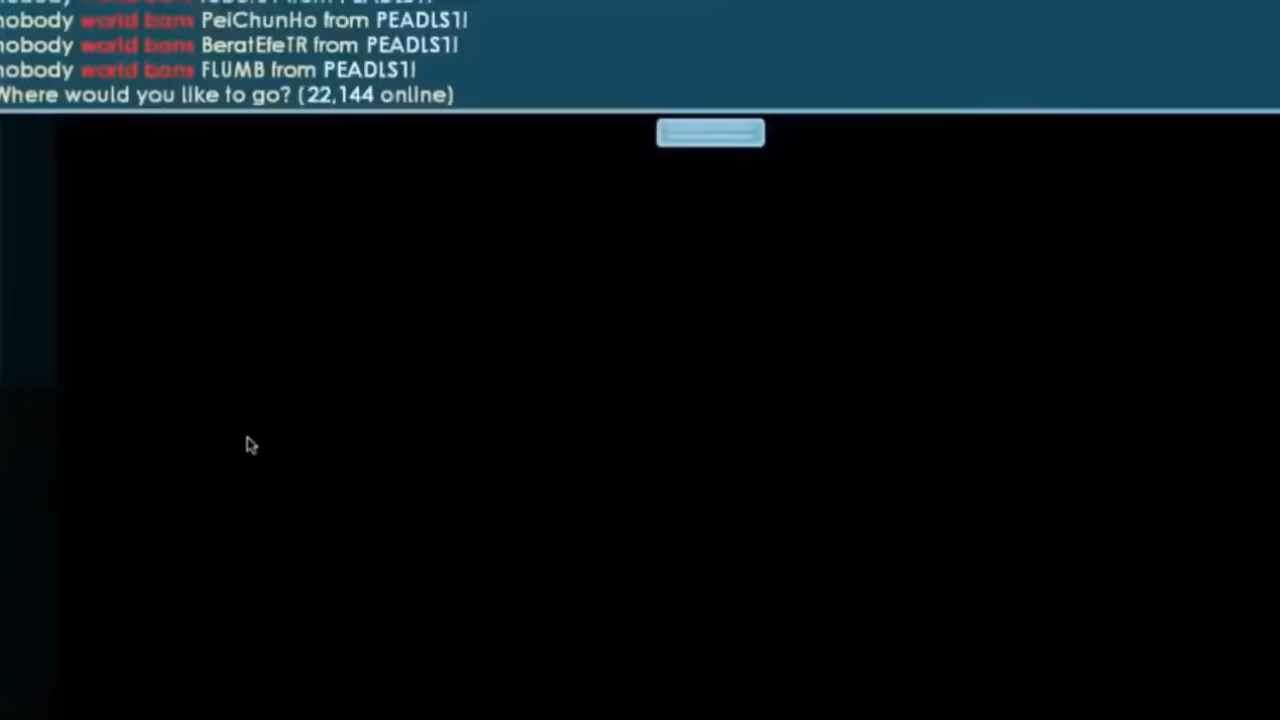 nobody world bans PeiChunHo from PEADLS1!
nobody world bans BeratEfeTR from PEADLS1!
nobody world bans FLUMB from PEADLS1!
Where would you like to go? (22,144 online)